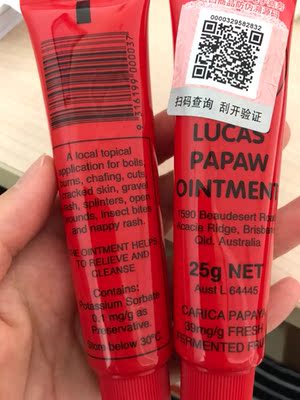 9316199000037
A local topical
application for boils,
burns, chafing, cuts,
cracked skin, gravel
rash, splinters, open
wounds, insect bites
and nappy rash.
THE OINTMENT HELPS
TO RELIEVE AND
CLEANSE
Contains:
Potassium Sorbate
0.1 mg/g as
Preservative.
Store below 30°C.
0000329582832
扫码查询 刮开验证
LUCAS
PAPAW
OINTMENT
1590 Beaudesert Road
Acacia Ridge, Brisbane
Qld. Australia
25g NET
Aust L 64445
CARICA PAPAYA
39mg/g FRESH
FERMENTED FRUIT